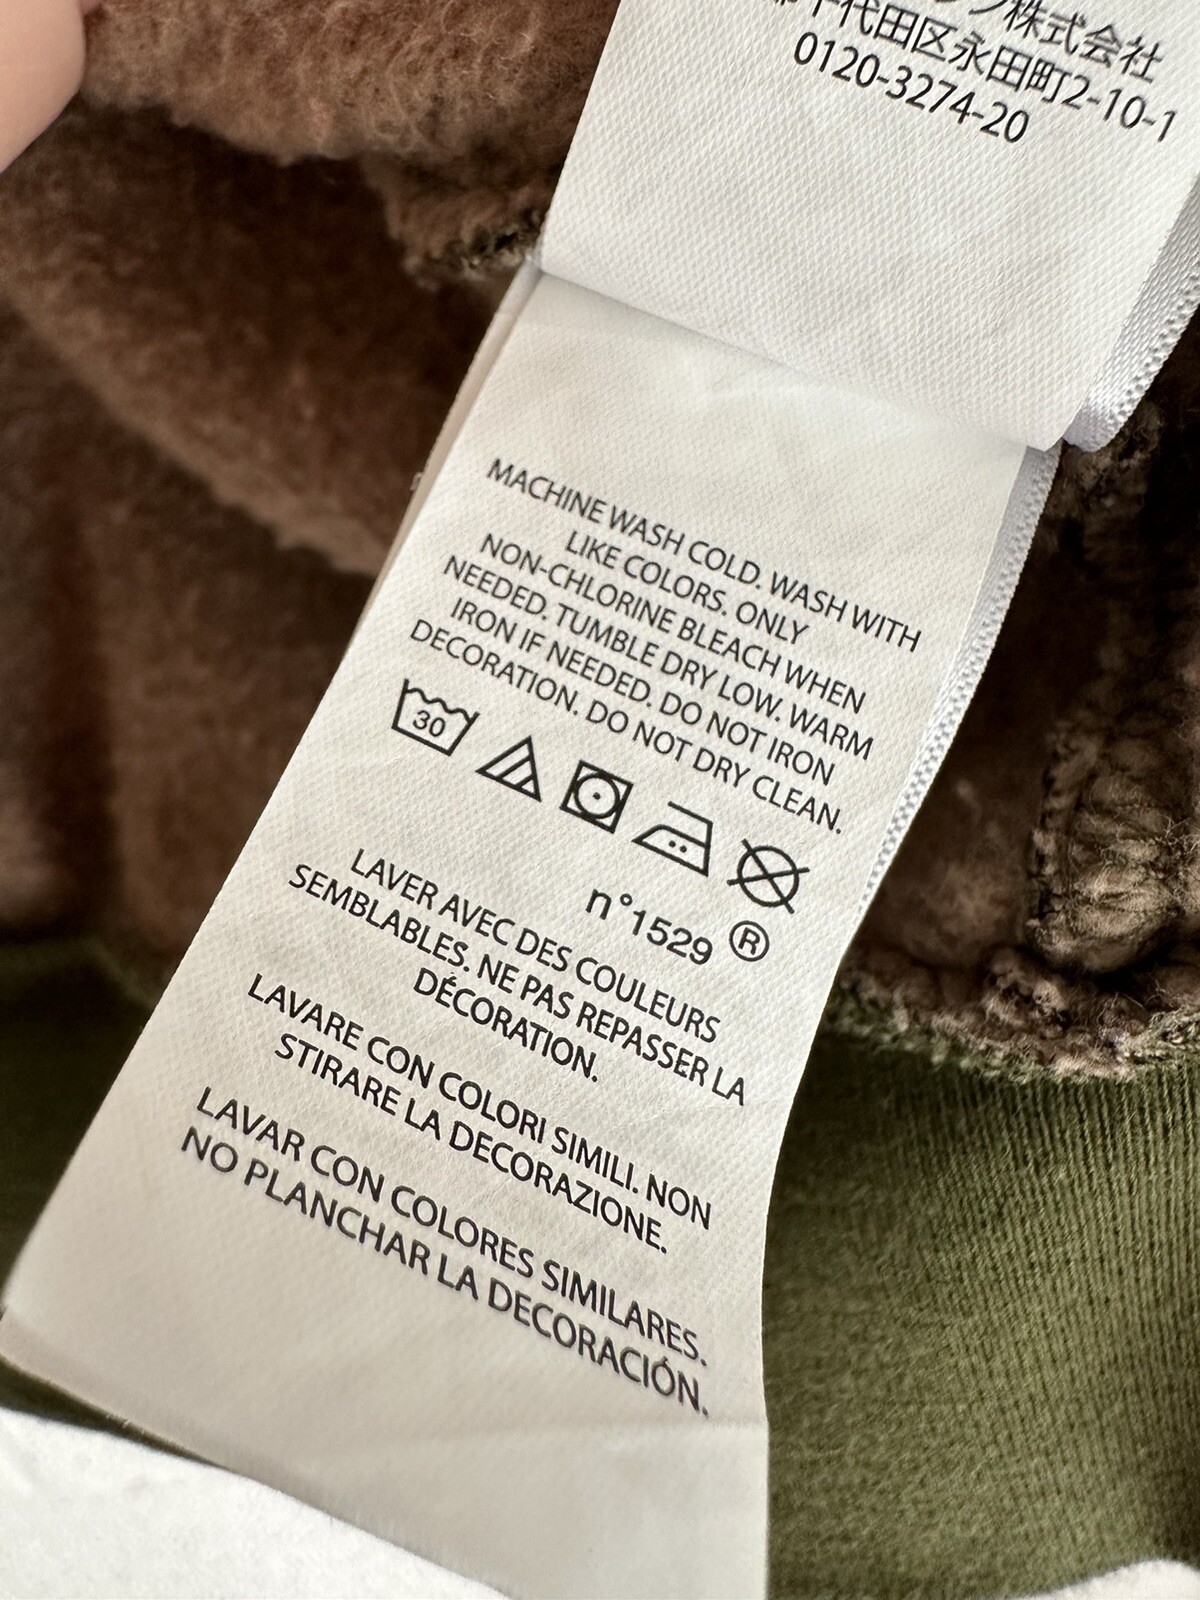 株式会社
千代田区永田町2-10-1
0120-3274-20
MACHINE WASH COLD. WASH WITH
LIKE COLORS. ONLY
NON-CHLORINE BLEACH WHEN
NEEDED. TUMBLE DRY LOW. WARM
IRON IF NEEDED. DO NOT IRON
DECORATION. DO NOT DRY CLEAN.
30
n°1529 ®
LAVER AVEC DES COULEURS
SEMBLABLES. NE PAS REPASSER LA
DÉCORATION.
LAVARE CON COLORI SIMILI. NON
STIRARE LA DECORAZIONE.
LAVAR CON COLORES SIMILARES.
NO PLANCHAR LA DECORACIÓN.